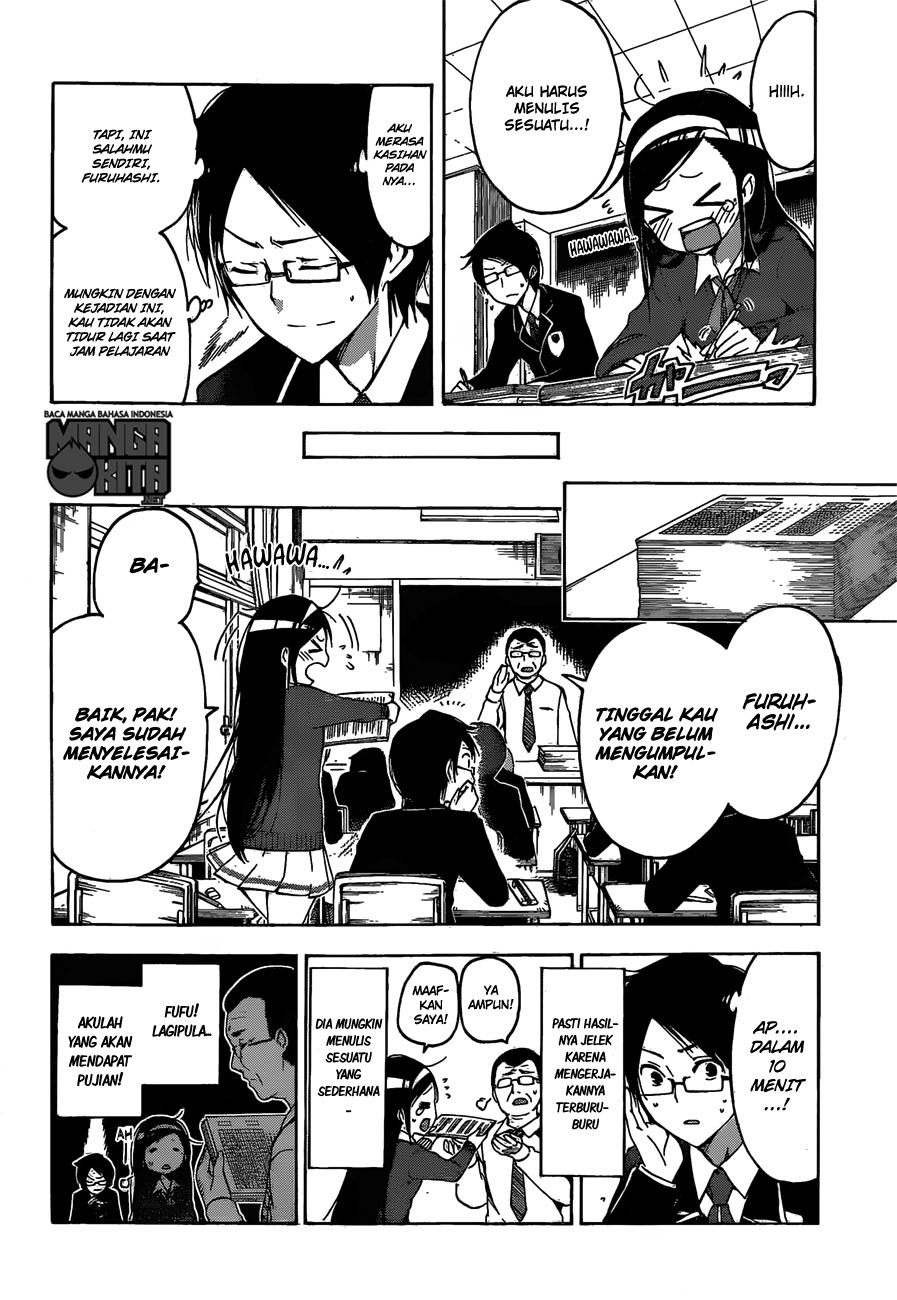 HIIIH.
AKU HARUS
MENULIS
SESUATU...!
HAWAWAWA...
ガーッ
AKU
MERASA
KASIHAN
PADA
NYA...
TAPI, INI
SALAHMU
SENDIRI,
FURUHASHI.
MUNGKIN DENGAN
KEJADIAN INI,
KAU TIDAK AKAN
TIDUR LAGI SAAT
JAM PELAJARAN
BACA MANGA BAHASA INDONESIA
MANGA
KITA
.NET
FURUH-
ASHI...
TINGGAL KAU
YANG BELUM
MENGUMPUL-
KAN!
HAWAWA...
BA-
BAIK, PAK!
SAYA SUDAH
MENYELESAI-
KANNYA!
AP....
DALAM
10
MENIT
...!
PASTI HASIL-
NYA JELEK
KARENA
MENGERJA-
KANNYA
TERBURU-
BURU
YA
AMPUN!
MAAF-
KAN
SAYA!
DIA MUNGKIN
MENULIS
SESUATU
YANG
SEDERHANA
-
FUFU!
LAGIPULA...
AKULAH
YANG AKAN
MENDAPAT
PUJIAN!
AH